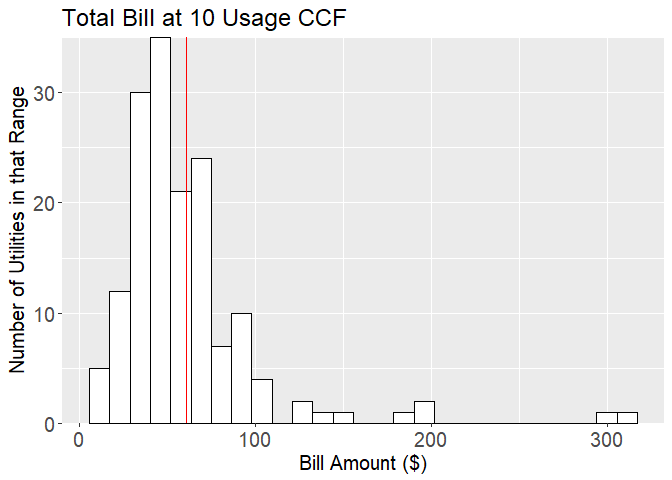 Total Bill at 10 Usage CCF
Number of Utilities in that Range
30
20
10
0
0 100 200 300
Bill Amount ($)